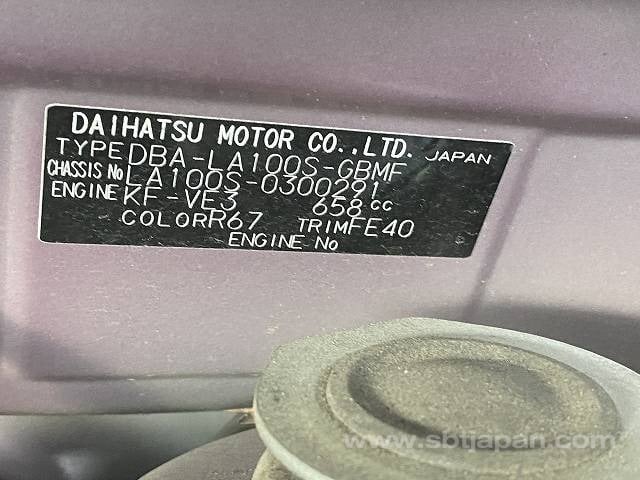 DAIHATSU MOTOR CO.,LTD. JAPAN
TYPE DBA-LA100S-GBMF
CHASSIS No LA100S-0300291
ENGINE KF-VE3 658CC
COLOR R67 TRIM FE40
ENGINE No
www.sbtjapan.com